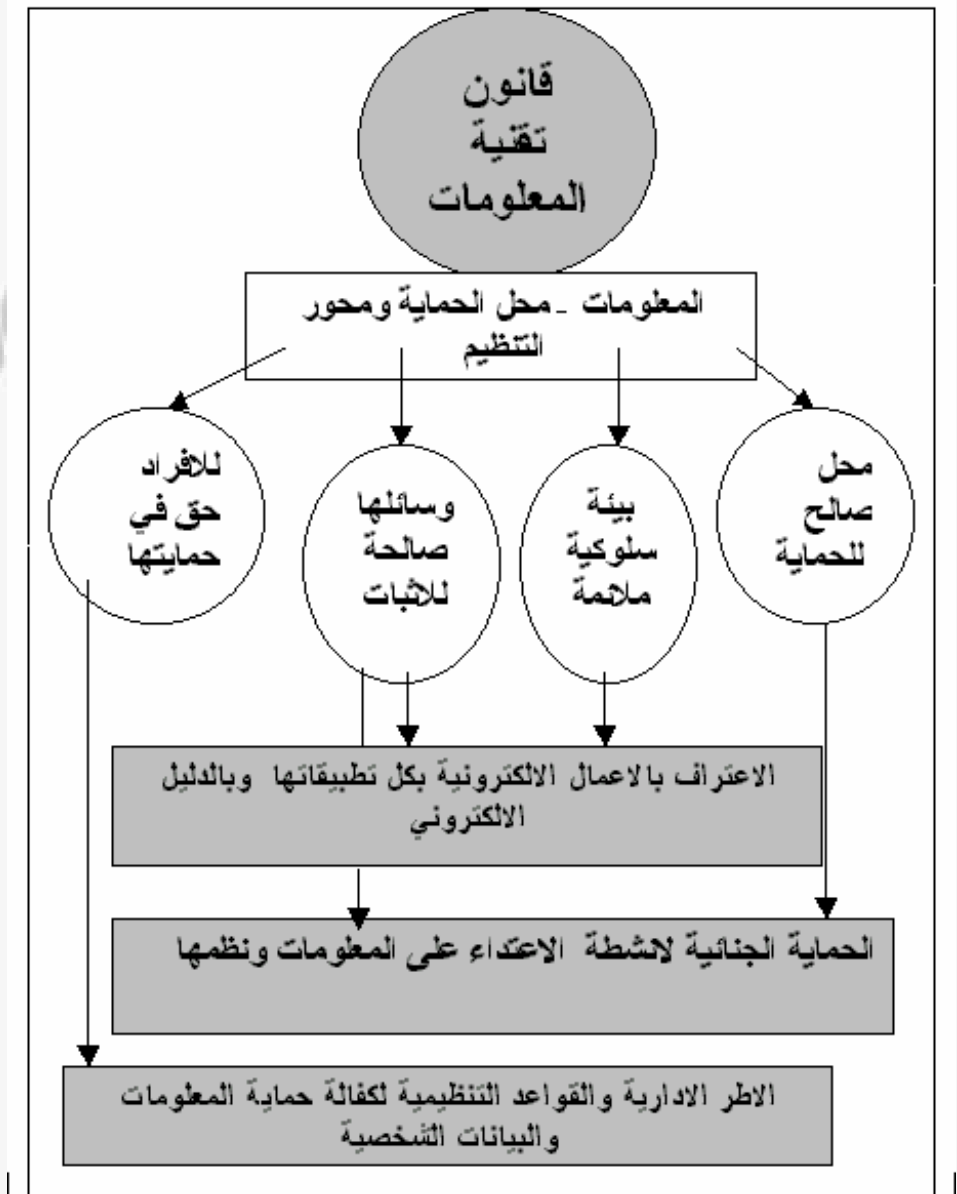 قانون
تقنية
المعلومات
المعلومات - محل الحماية ومحور
التنظيم
محل
صالح
للحماية
بيئة
سلوكية
ملائمة
وسائلها
صالحة
للاثبات
للافراد
حق في
حمايتها
الاعتراف بالاعمال الالكترونية بكل تطبيقاتها وبالدليل
الالكتروني
الحماية الجنائية لانشطة الاعتداء على المعلومات ونظمها
الاطر الادارية والقواعد التنظيمية لكفالة حماية المعلومات
والبيانات الشخصية